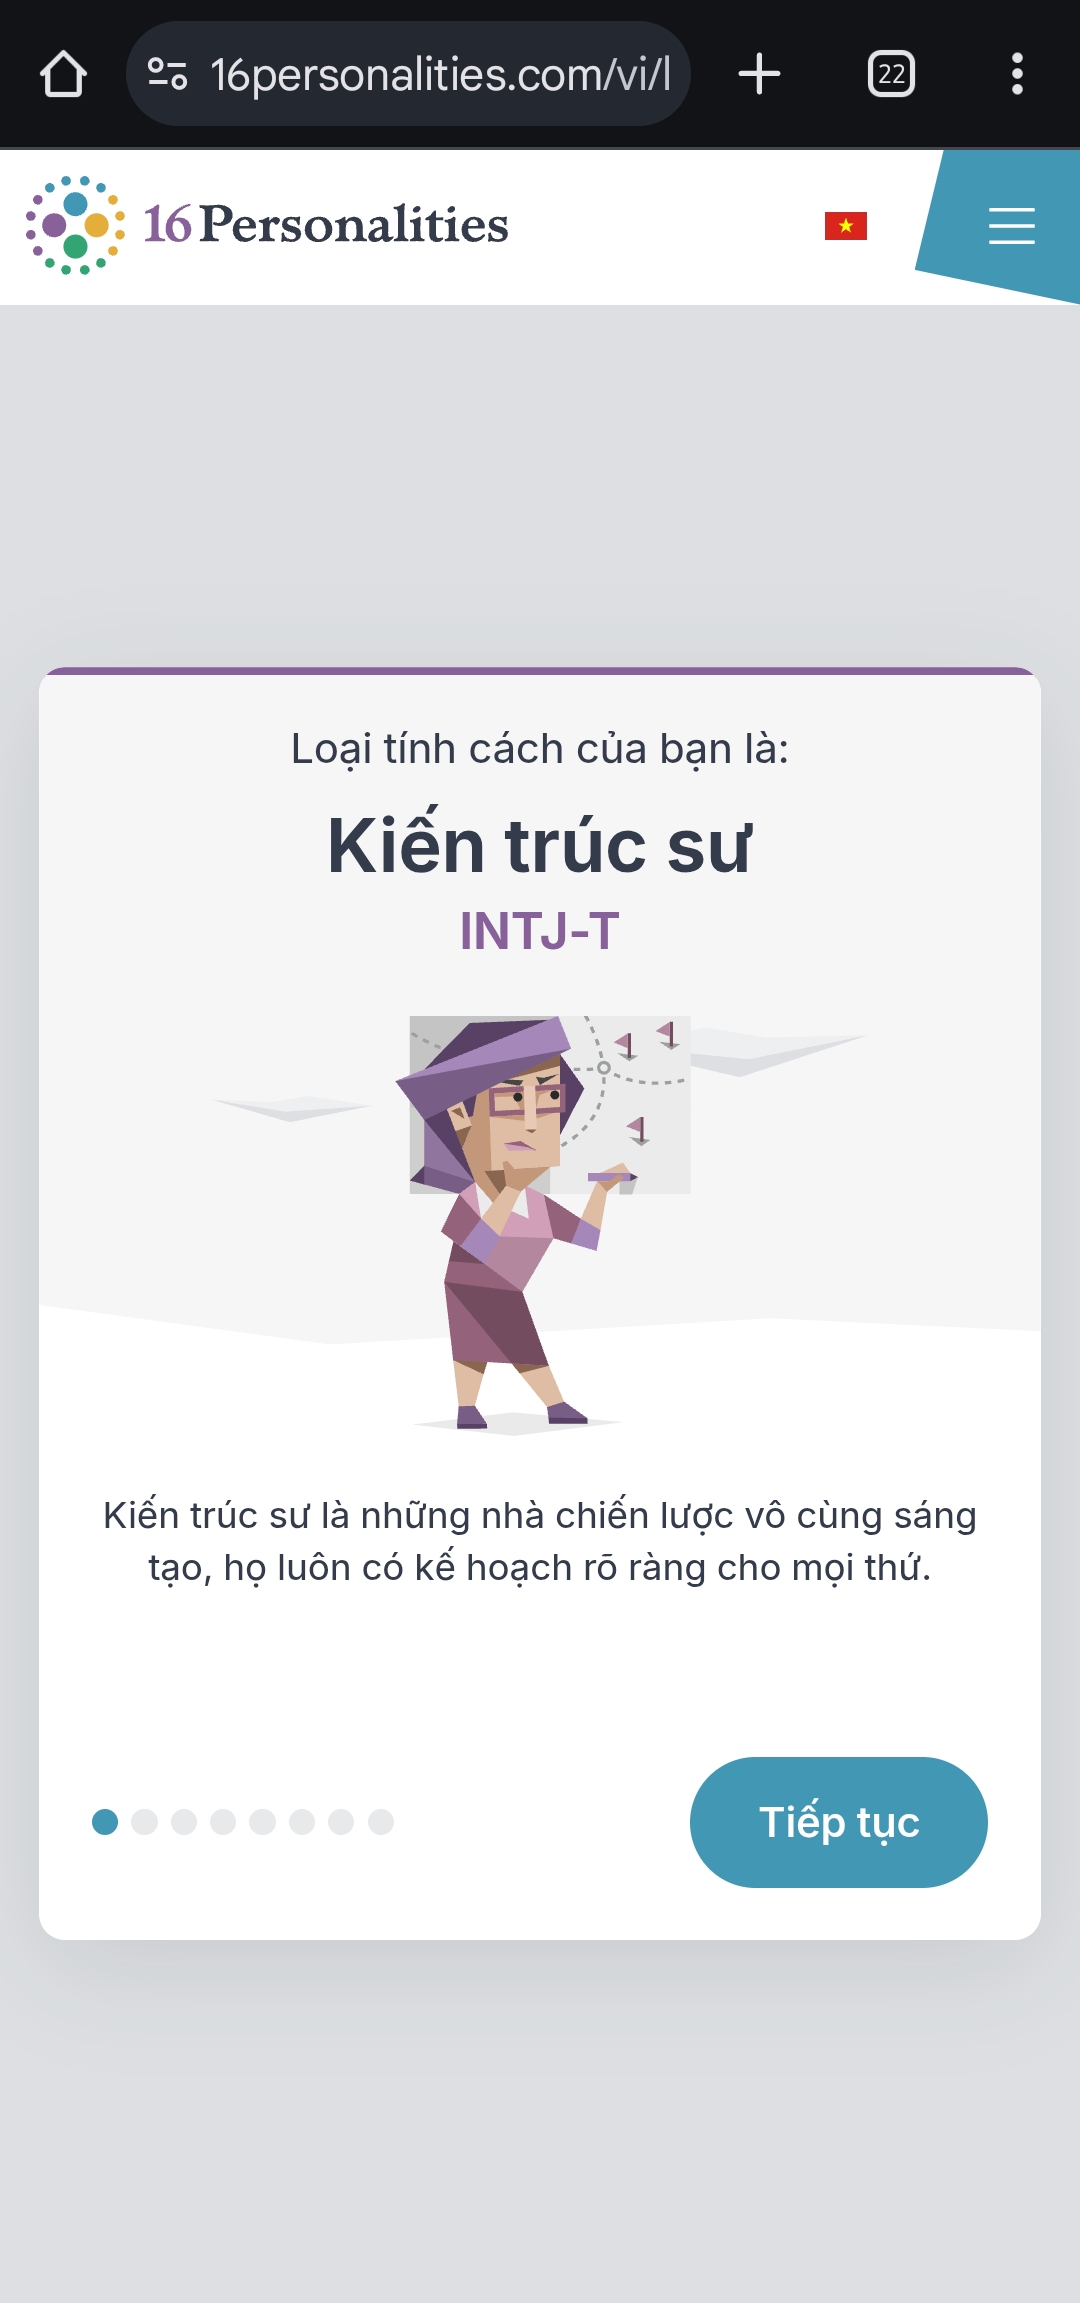 16personalities.com/vi/l
22
16Personalities
Loại tính cách của bạn là:
Kiến trúc sư
INTJ-T
Kiến trúc sư là những nhà chiến lược vô cùng sáng
tạo, họ luôn có kế hoạch rõ ràng cho mọi thứ.
Tiếp tục